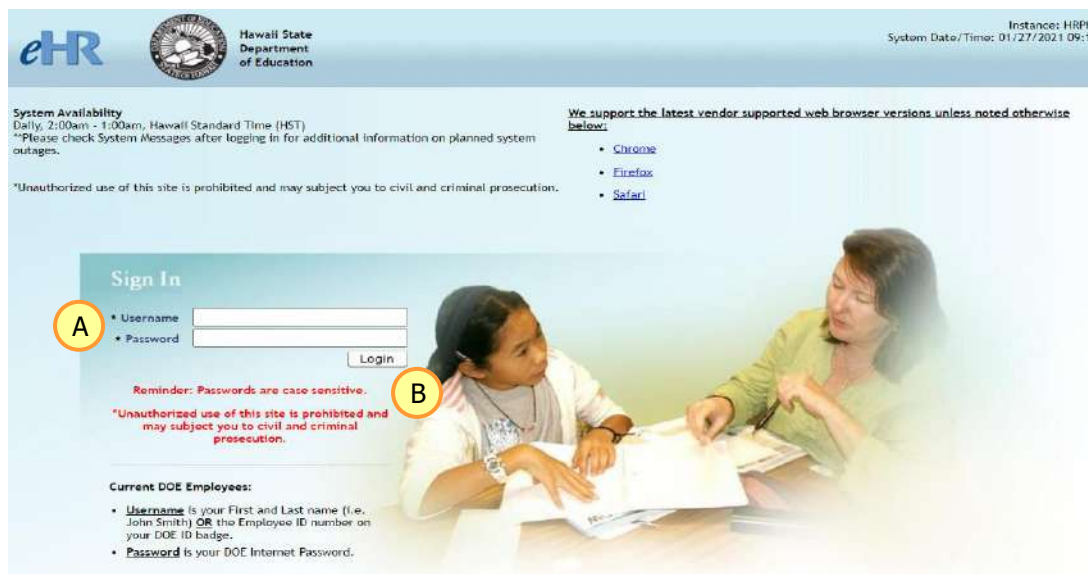 eHR
Hawaii State
Department
of Education
Instance: HRP
System Date/Time: 01/27/2021 09:1
System Availability
Daily, 2:00am - 1:00am, Hawaii Standard Time (HST)
**Please check System Messages after logging in for additional information on planned system
outages.
*Unauthorized use of this site is prohibited and may subject you to civil and criminal prosecution.
We support the latest vendor supported web browser versions unless noted otherwise
below:
• Chrome
• Firefox
• Safari
Sign In
A
* Username
* Password
Login
B
Reminder: Passwords are case sensitive.
*Unauthorized use of this site is prohibited and
may subject you to civil and criminal
prosecution.
Current DOE Employees:
• Username is your First and Last name (i.e.
John Smith) OR the Employee ID number on
your DOE ID badge.
• Password is your DOE Internet Password.